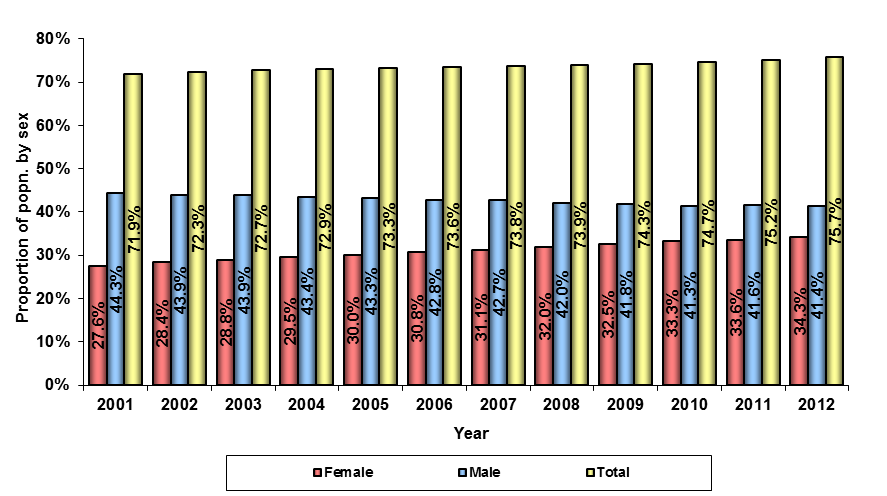 80%
70%
60%
50%
40%
30%
20%
10%
0%
Proportion of popn. by sex
27.6% 44.3% 71.9%
28.4% 43.9% 72.3%
28.8% 43.9% 72.7%
29.5% 43.4% 72.9%
30.0% 43.3% 73.3%
30.8% 42.8% 73.6%
31.1% 42.7% 73.8%
32.0% 42.0% 73.9%
32.5% 41.8% 74.3%
33.3% 41.3% 74.7%
33.6% 41.6% 75.2%
34.3% 41.4% 75.7%
2001 2002 2003 2004 2005 2006 2007 2008 2009 2010 2011 2012
Year
Female Male Total